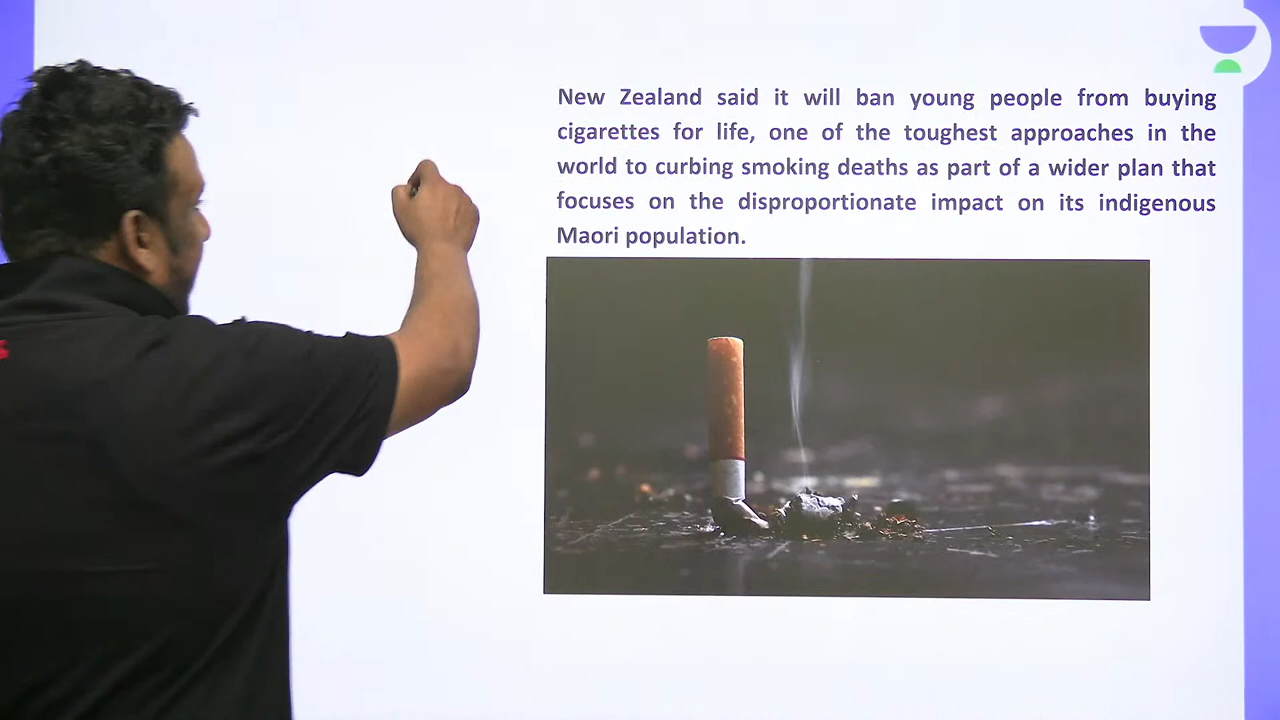 New Zealand said it will ban young people from buying
cigarettes for life, one of the toughest approaches in the
world to curbing smoking deaths as part of a wider plan that
focuses on the disproportionate impact on its indigenous
Maori population.